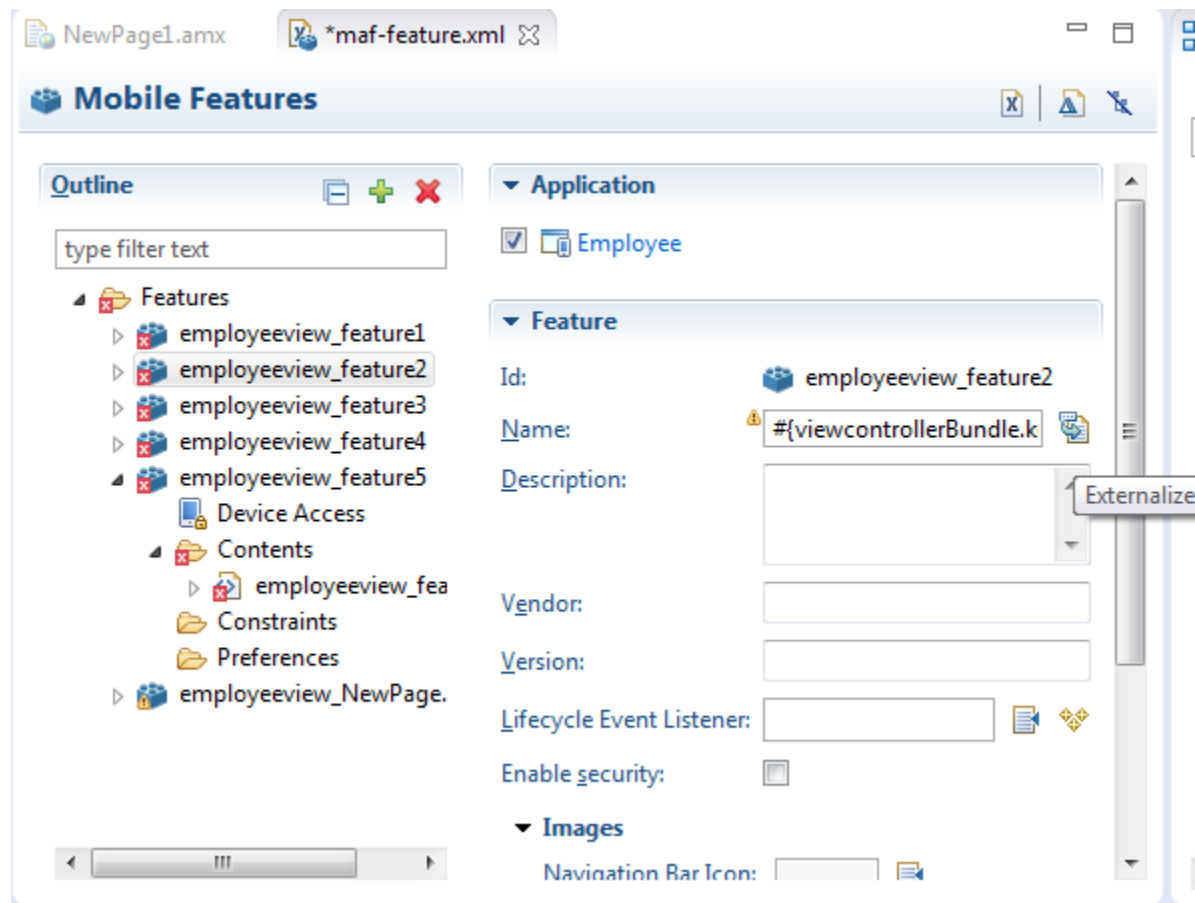 NewPage1.amx
*maf-feature.xml
Mobile Features
Outline
type filter text
Features
employeeview_feature1
employeeview_feature2
employeeview_feature3
employeeview_feature4
employeeview_feature5
Device Access
Contents
employeeview_fea
Constraints
Preferences
employeeview_NewPage.
Application
Employee
Feature
Id:
employeeview_feature2
Name:
#{viewcontrollerBundle.k
Description:
Externalize
Vendor:
Version:
Lifecycle Event Listener:
Enable security:
Images
Navigation Bar Icon: